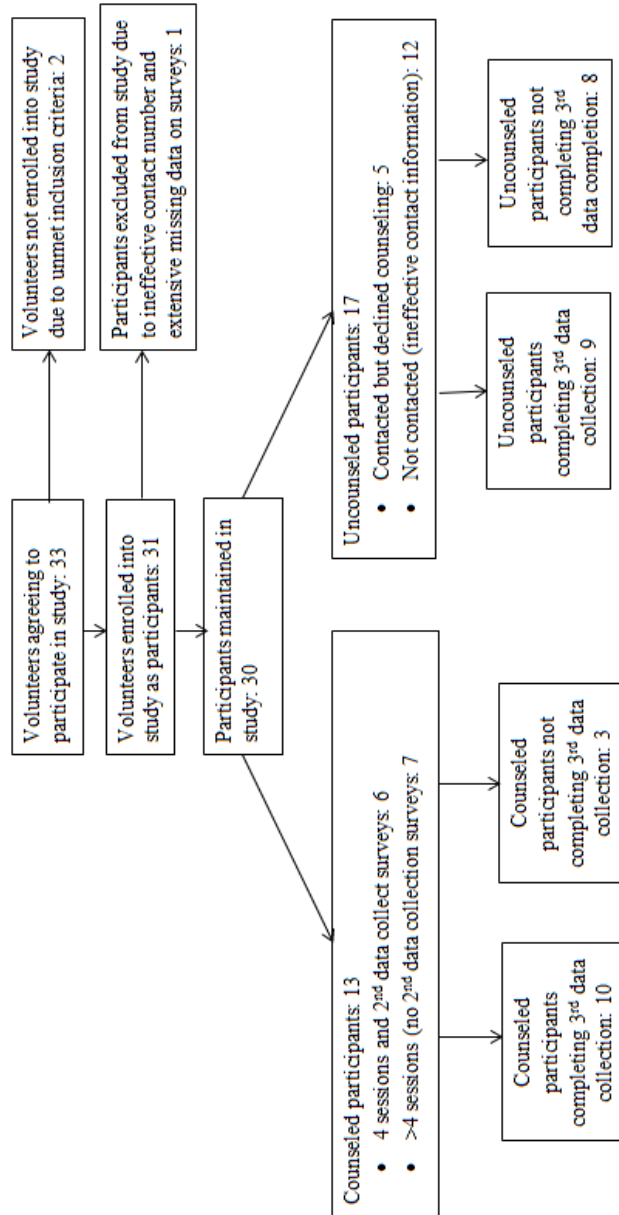 Volunteers agreeing to
participate in study: 33
Volunteers not enrolled into study
due to unmet inclusion criteria: 2
Volunteers enrolled into
study as participants: 31
Participants excluded from study due
to ineffective contact number and
extensive missing data on surveys: 1
Participants maintained in
study: 30
Counseled participants: 13
• 4 sessions and 2nd data collect surveys: 6
• >4 sessions (no 2nd data collection surveys: 7
Uncounseled participants: 17
• Contacted but declined counseling: 5
• Not contacted (ineffective contact information): 12
Counseled
participants
completing 3rd data
collection: 10
Counseled
participants not
completing 3rd data
collection: 3
Uncounseled
participants
completing 3rd data
collection: 9
Uncounseled
participants not
completing 3rd
data completion: 8